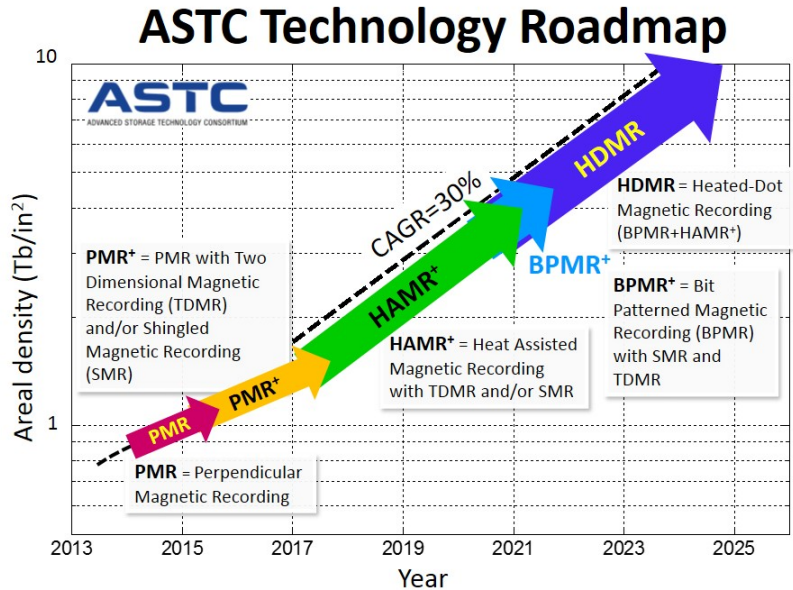 ASTC Technology Roadmap
10
ASTC
ADVANCED STORAGE TECHNOLOGY CONSORTIUM™
HDMR
CAGR=30%
HDMR = Heated-Dot
Magnetic Recording
(BPMR+HAMR⁺)
PMR⁺ = PMR with Two
Dimensional Magnetic
Recording (TDMR)
and/or Shingled
Magnetic Recording
(SMR)
BPMR⁺
HAMR⁺
BPMR⁺ = Bit
Patterned Magnetic
Recording (BPMR)
with SMR and
TDMR
HAMR⁺ = Heat Assisted
Magnetic Recording
with TDMR and/or SMR
PMR⁺
PMR
1
PMR = Perpendicular
Magnetic Recording
Areal density (Tb/in²)
2013 2015 2017 2019 2021 2023 2025
Year